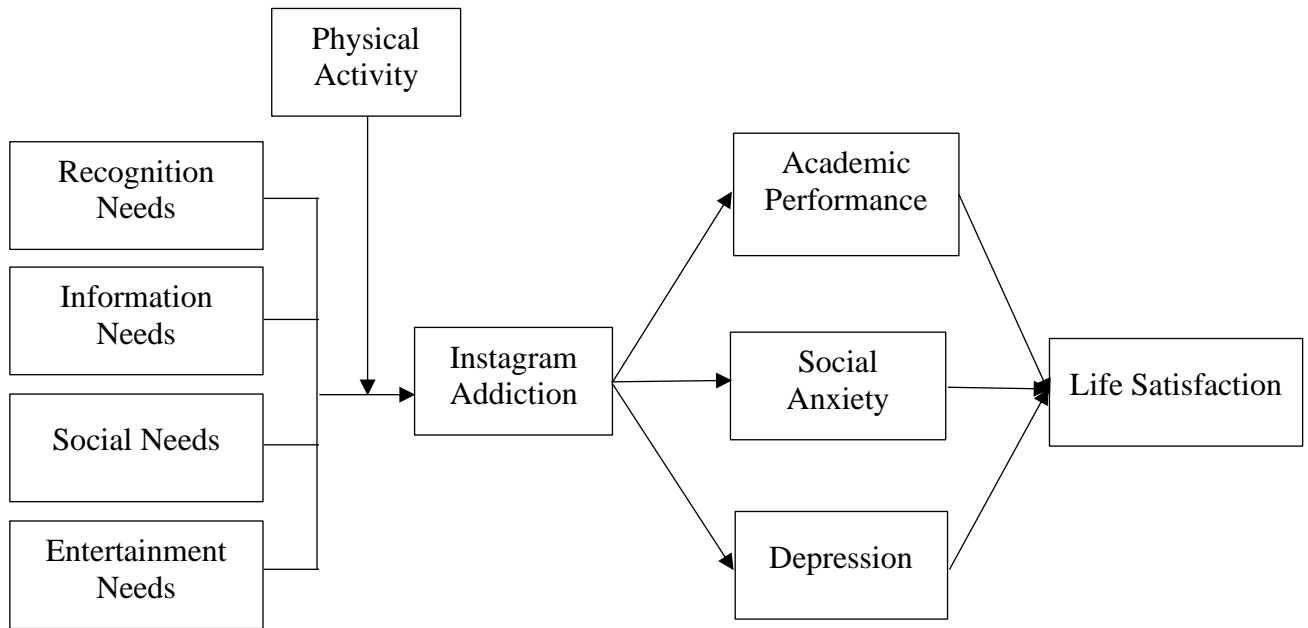 Physical
Activity
Recognition
Needs
Information
Needs
Social Needs
Entertainment
Needs
Instagram
Addiction
Academic
Performance
Social
Anxiety
Depression
Life Satisfaction